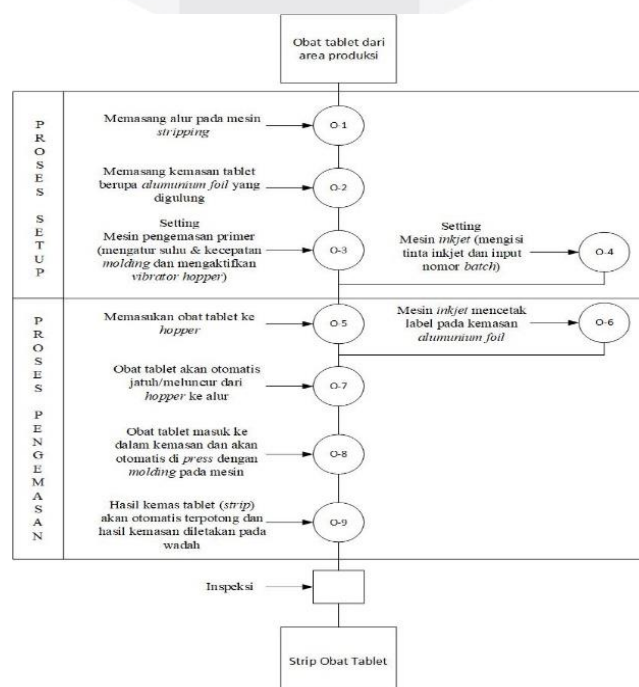 Obat tablet dari
area produksi
PROSES SETUP
Memasang alur pada mesin
stripping
O-1
Memasang kemasan tablet
berupa alumunium foil yang
digulung
O-2
Setting
Mesin pengemasan primer
(mengatur suhu & kecepatan
molding dan mengaktifkan
vibrator hopper)
O-3
Setting
Mesin inkjet (mengisi
tinta inkjet dan input
nomor batch)
O-4
PROSES PENGEMASAN
Memasukan obat tablet ke
hopper
O-5
Mesin inkjet mencetak
label pada kemasan
alumunium foil
O-6
Obat tablet akan otomatis
jatuh/meluncur dari
hopper ke alur
O-7
Obat tablet masuk ke
dalam kemasan dan akan
otomatis di press dengan
molding pada mesin
O-8
Hasil kemas tablet (strip)
akan otomatis terpotong dan
hasil kemasan diletakan pada
wadah
O-9
Inspeksi
Strip Obat Tablet